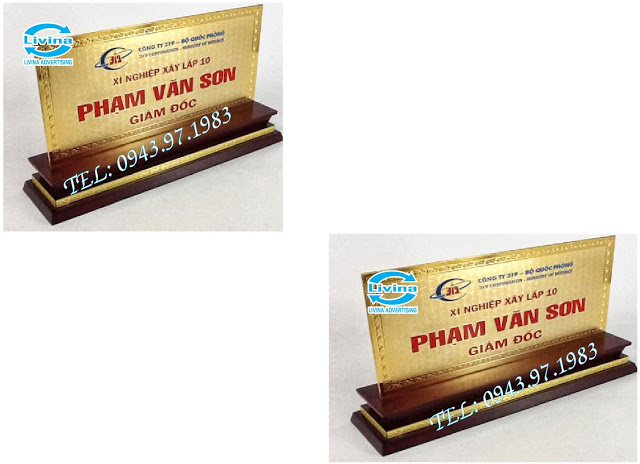 Livina
LIVINA ADVERTISING
319
CÔNG TY 319 - BỘ QUỐC PHÒNG
319 CORPORATION - MINISTRY OF DEFENCE
XÍ NGHIỆP XÂY LẮP 10
PHẠM VĂN SƠN
GIÁM ĐỐC
TEL: 0943.97.1983
Livina
LIVINA ADVERTISING
319
CÔNG TY 319 - BỘ QUỐC PHÒNG
319 CORPORATION - MINISTRY OF DEFENCE
XÍ NGHIỆP XÂY LẮP 10
PHẠM VĂN SƠN
GIÁM ĐỐC
TEL: 0943.97.1983